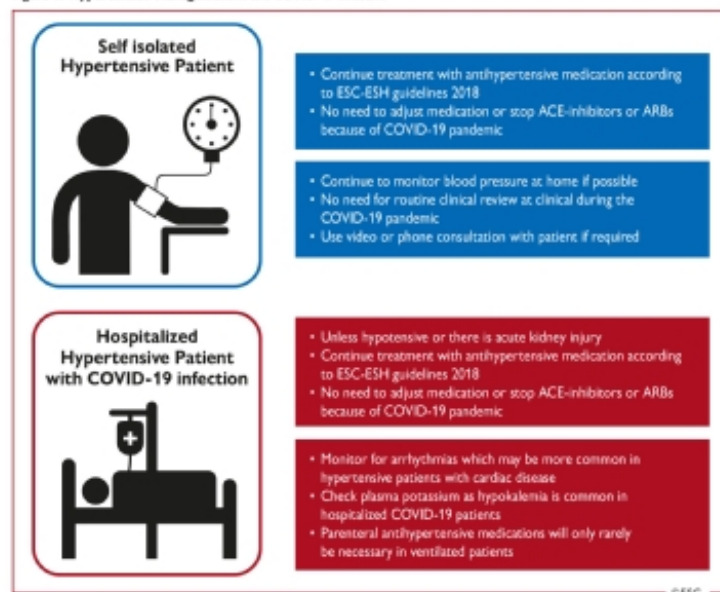 Self isolated
Hypertensive Patient
• Continue treatment with antihypertensive medication according
to ESC-ESH guidelines 2018
• No need to adjust medication or stop ACE-inhibitors or ARBs
because of COVID-19 pandemic
• Continue to monitor blood pressure at home if possible
• No need for routine clinical review at clinical during the
COVID-19 pandemic
• Use video or phone consultation with patient if required
Hospitalized
Hypertensive Patient
with COVID-19 infection
• Unless hypotensive or there is acute kidney injury
• Continue treatment with antihypertensive medication according
to ESC-ESH guidelines 2018
• No need to adjust medication or stop ACE-inhibitors or ARBs
because of COVID-19 pandemic
• Monitor for arrhythmias which may be more common in
hypertensive patients with cardiac disease
• Check plasma potassium as hypokalemia is common in
hospitalized COVID-19 patients
• Parenteral antihypertensive medications will only rarely
be necessary in ventilated patients